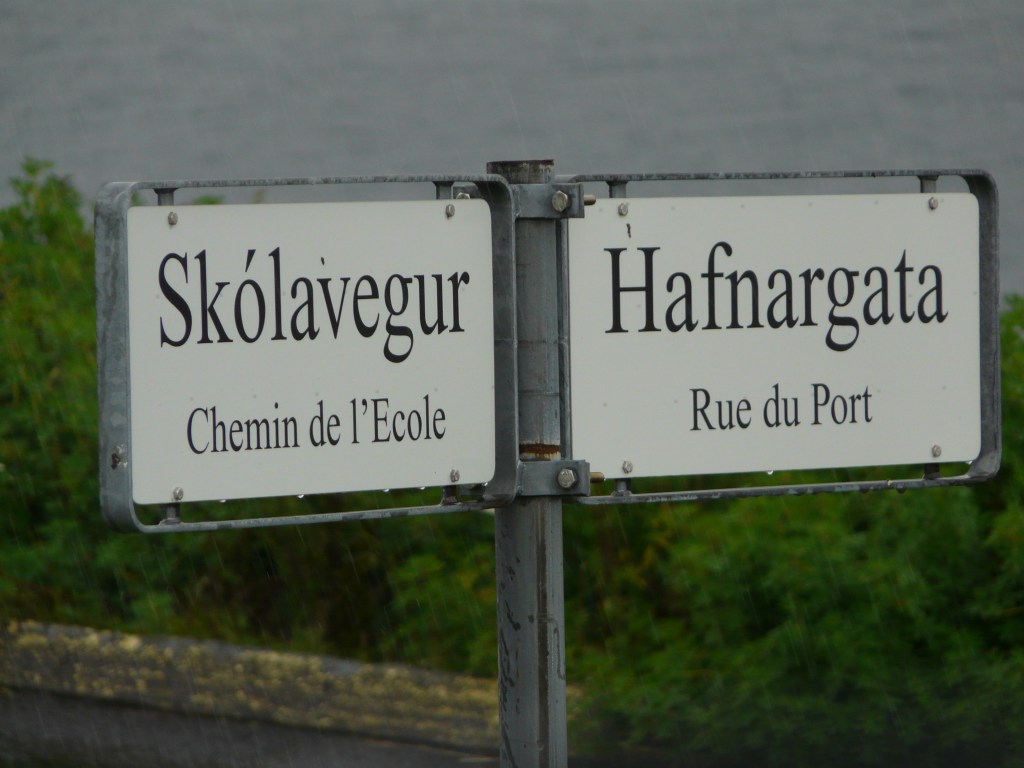 Skólavegur
Chemin de l'Ecole
Hafnargata
Rue du Port